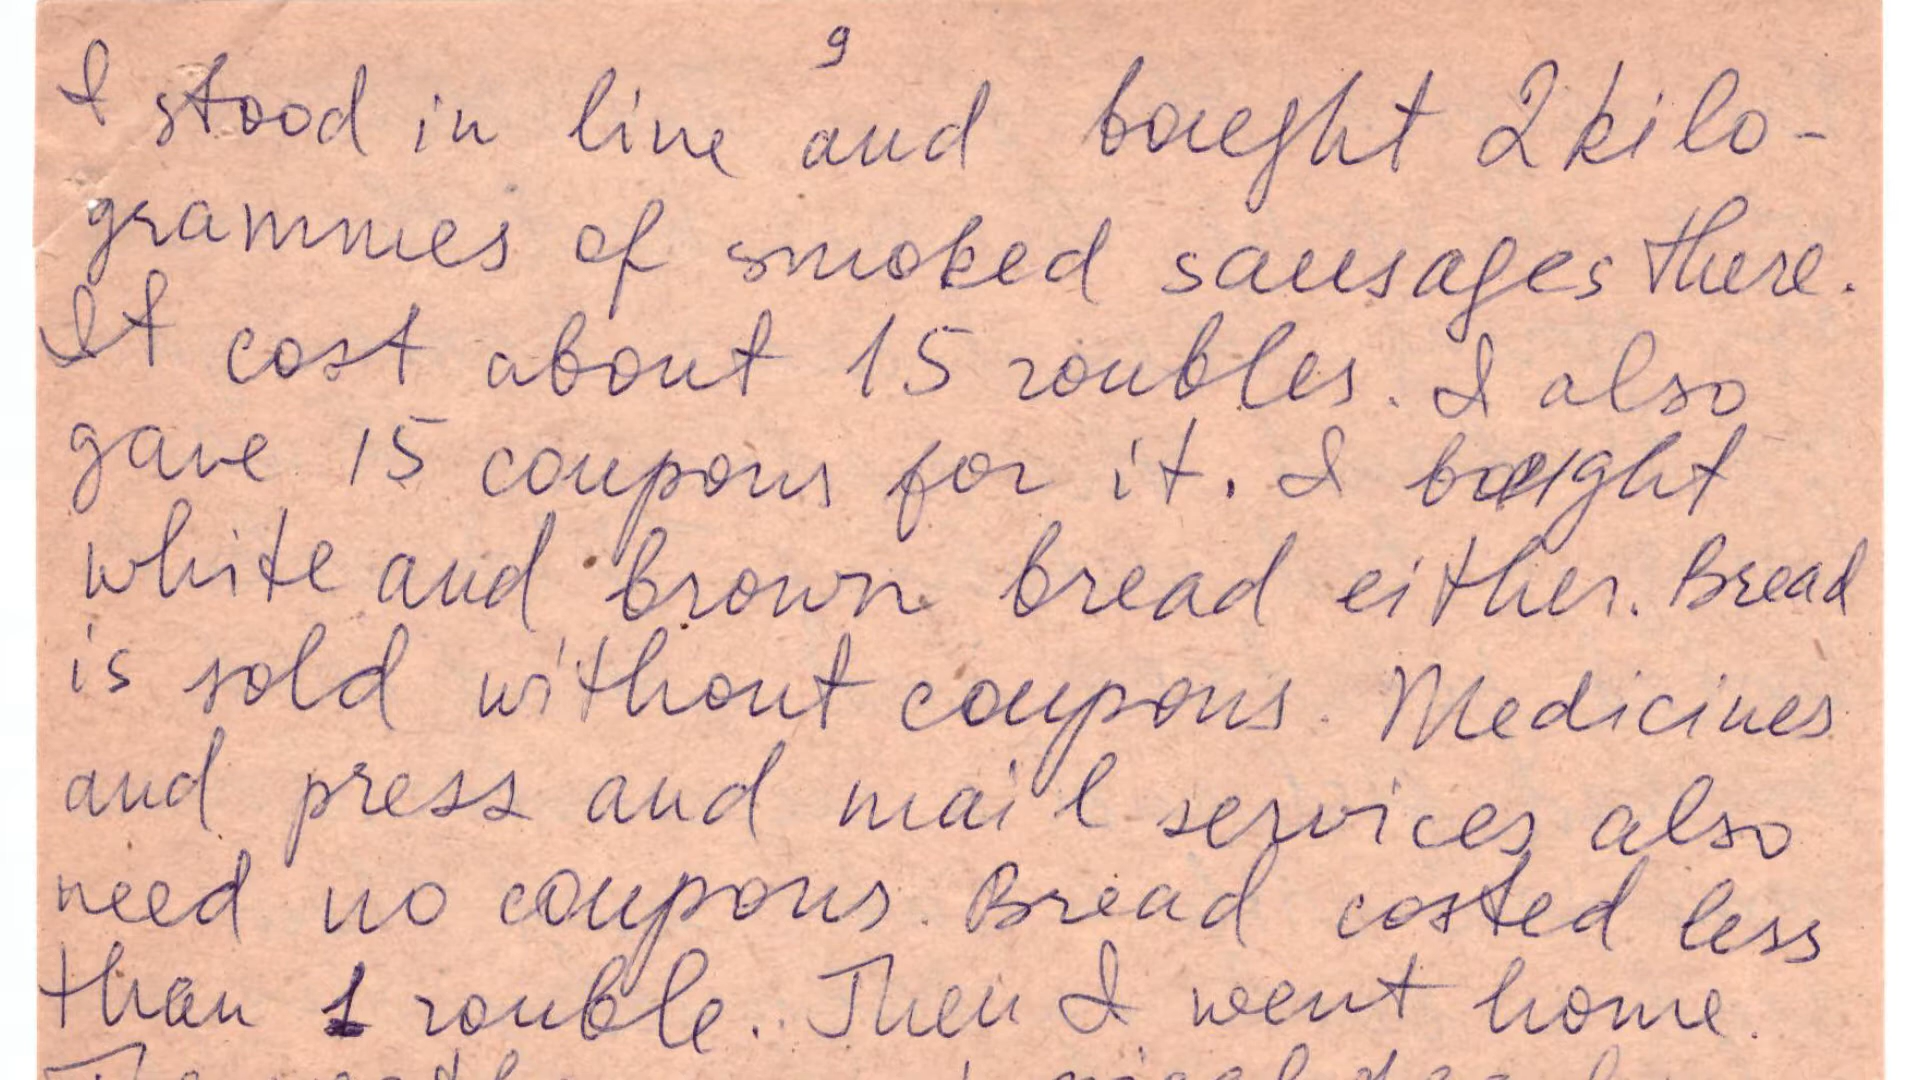 9
I stood in line and bought 2 kilo-
grammes of smoked sausages there.
It cost about 15 roubles. I also
gave 15 coupons for it. I bought
white and brown bread either. Bread
is sold without coupons. Medicines
and press and mail services also
need no coupons. Bread costed less
than 1 rouble. Then I went home.
The